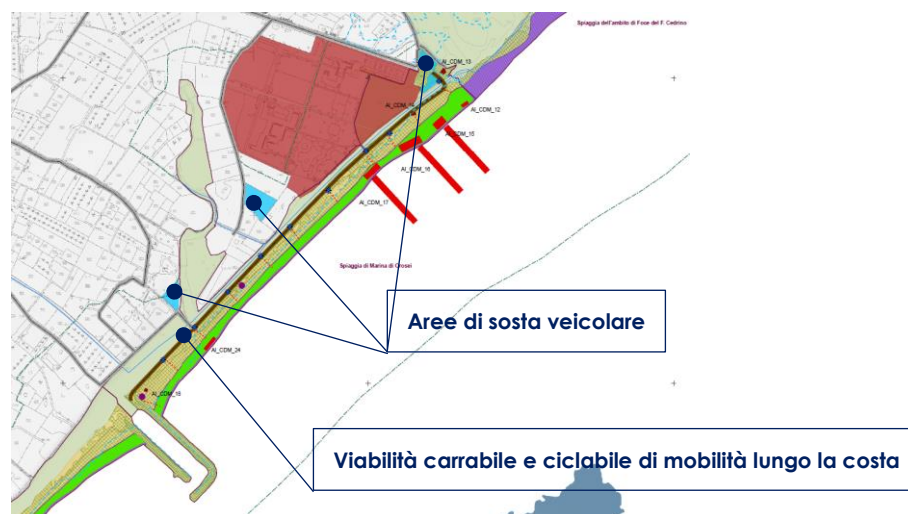 Spiaggia dell'ambito di Foce del F. Cedrino
AI_CDM_13
AI_CDM_14
AI_CDM_12
AI_CDM_15
AI_CDM_16
AI_CDM_17
Spiaggia di Marina di Orosei
Aree di sosta veicolare
AI_CDM_24
AI_CDM_18
Viabilità carrabile e ciclabile di mobilità lungo la costa